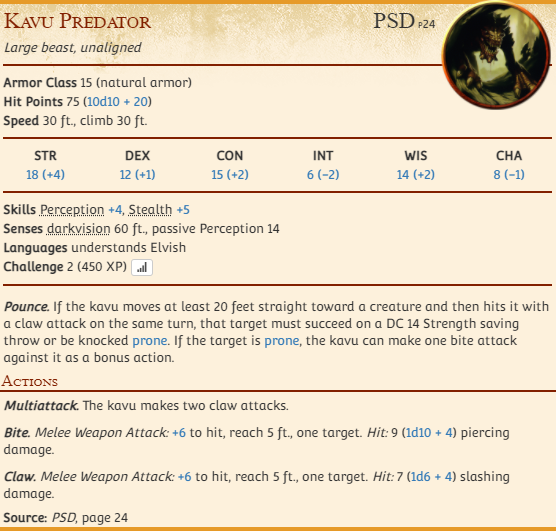 Kavu Predator PSD p24
Large beast, unaligned
Armor Class 15 (natural armor)
Hit Points 75 (10d10 + 20)
Speed 30 ft., climb 30 ft.
STR DEX CON INT WIS CHA
18 (+4) 12 (+1) 15 (+2) 6 (−2) 14 (+2) 8 (−1)
Skills Perception +4, Stealth +5
Senses darkvision 60 ft., passive Perception 14
Languages understands Elvish
Challenge 2 (450 XP)
Pounce. If the kavu moves at least 20 feet straight toward a creature and then hits it with
a claw attack on the same turn, that target must succeed on a DC 14 Strength saving
throw or be knocked prone. If the target is prone, the kavu can make one bite attack
against it as a bonus action.
Actions
Multiattack. The kavu makes two claw attacks.
Bite. Melee Weapon Attack: +6 to hit, reach 5 ft., one target. Hit: 9 (1d10 + 4) piercing
damage.
Claw. Melee Weapon Attack: +6 to hit, reach 5 ft., one target. Hit: 7 (1d6 + 4) slashing
damage.
Source: PSD, page 24